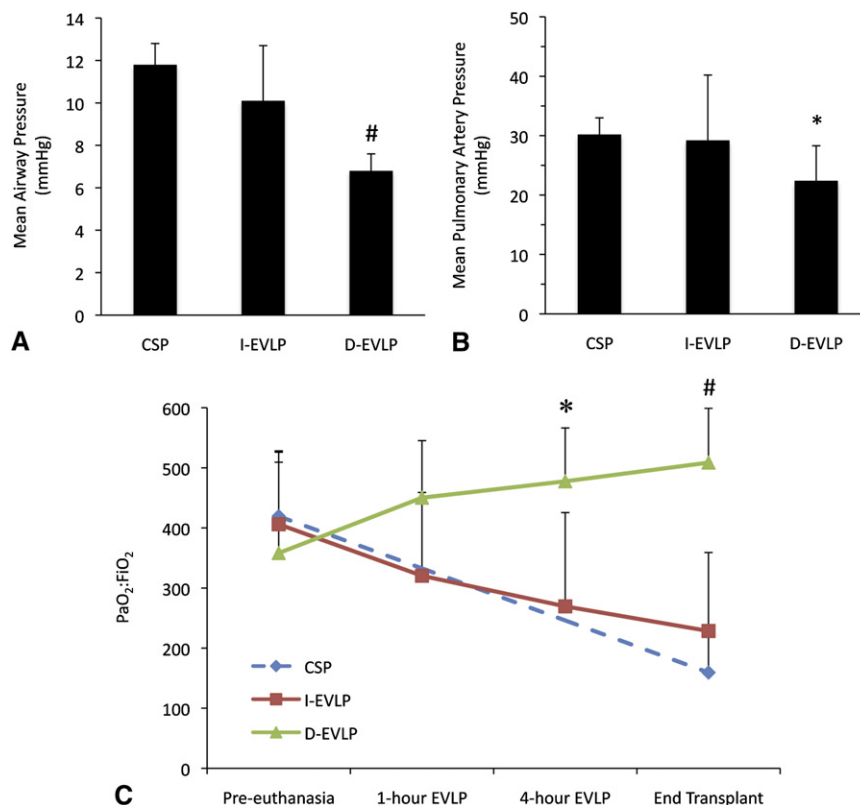 Mean Airway Pressure
(mmHg)
14
12
10
8
6
4
2
0
#
CSP
I-EVLP
D-EVLP
A
Mean Pulmonary Artery Pressure
(mmHg)
50
40
30
20
10
0
*
CSP
I-EVLP
D-EVLP
B
PaO₂:FiO₂
600
500
400
300
200
100
0
*
#
CSP
I-EVLP
D-EVLP
Pre-euthanasia
1-hour EVLP
4-hour EVLP
End Transplant
C